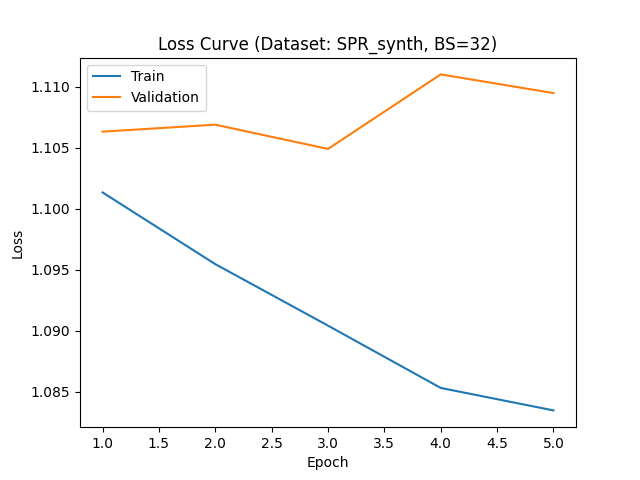 Loss Curve (Dataset: SPR_synth, BS=32)
Train
Validation
1.110
1.105
1.100
1.095
1.090
1.085
Loss
1.0 1.5 2.0 2.5 3.0 3.5 4.0 4.5 5.0
Epoch